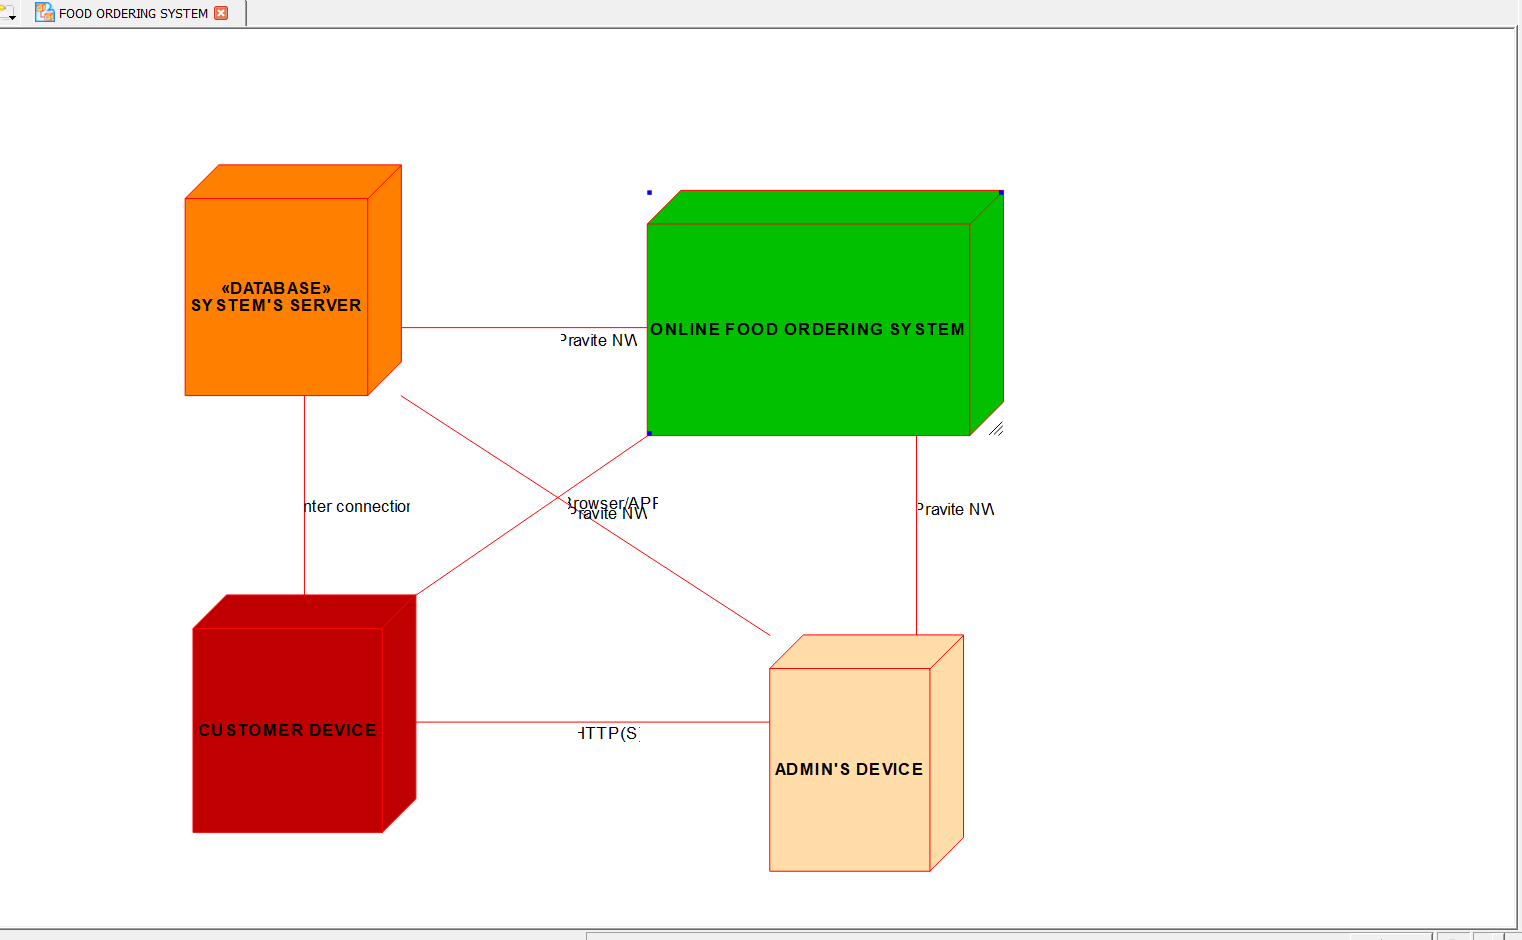 FOOD ORDERING SYSTEM
«DATABASE»
SYSTEM'S SERVER
ONLINE FOOD ORDERING SYSTEM
Pravite NW
nter connection
Browser/APP
Pravite NW
Pravite NW
CUSTOMER DEVICE
HTTP(S)
ADMIN'S DEVICE